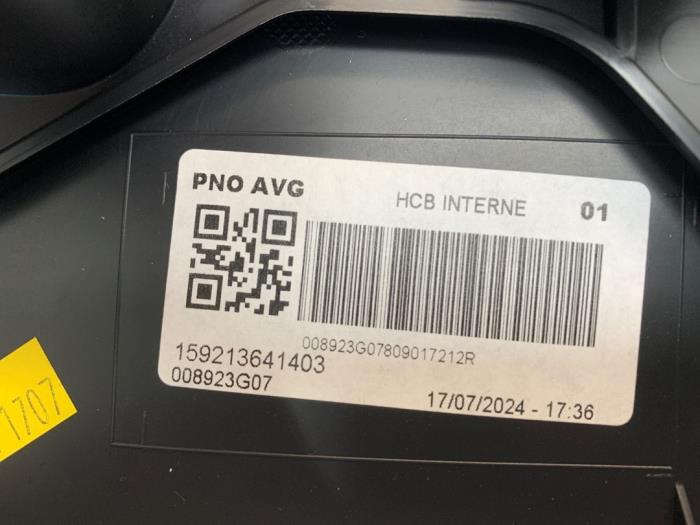 PNO AVG
HCB INTERNE
01
008923G07809017212R
159213641403
008923G07
17/07/2024 - 17:36
1707